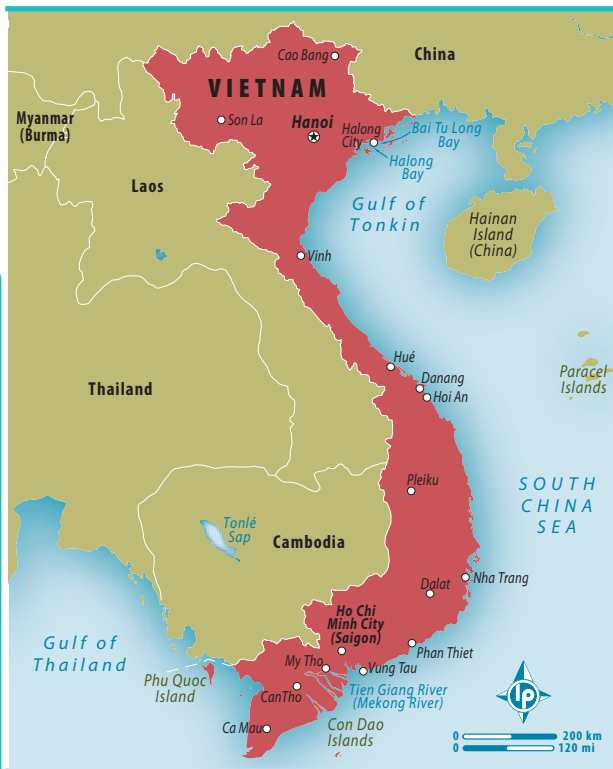 Cao Bang
China
VIETNAM
Myanmar
(Burma)
Son La
Hanoi
Halong
City
Bai Tu Long
Bay
Halong
Bay
Laos
Gulf of
Tonkin
Hainan
Island
(China)
Vinh
Hué
Danang
Hoi An
Paracel
Islands
Thailand
Pleiku
SOUTH
CHINA
SEA
Tonlé
Sap
Cambodia
Nha Trang
Dalat
Ho Chi
Minh City
(Saigon)
Gulf of
Thailand
Phan Thiet
My Tho
Vung Tau
Phu Quoc
Island
CanTho
Tien Giang River
(Mekong River)
Ca Mau
Con Dao
Islands
lp
0 200 km
0 120 mi